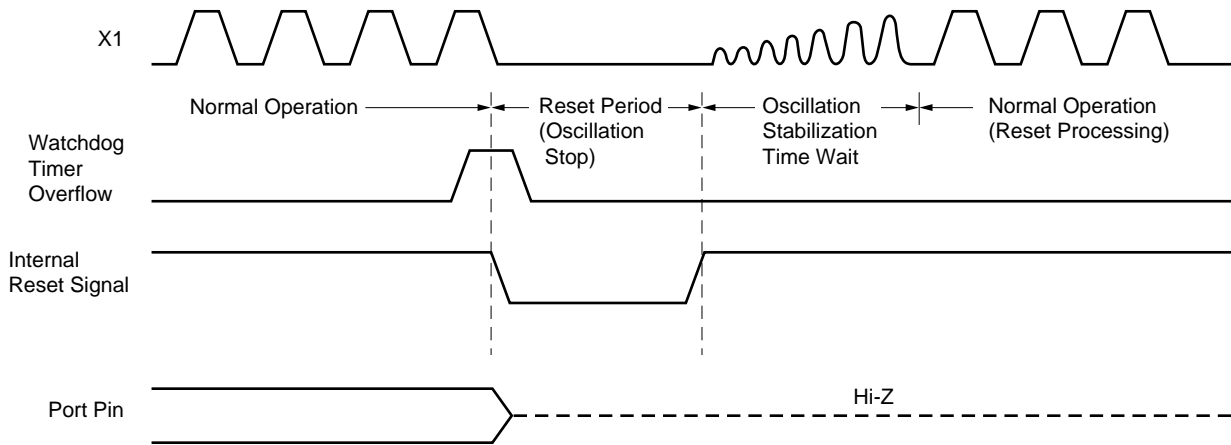 X1
Normal Operation
Reset Period
(Oscillation
Stop)
Oscillation
Stabilization
Time Wait
Normal Operation
(Reset Processing)
Watchdog
Timer
Overflow
Internal
Reset Signal
Port Pin
Hi-Z